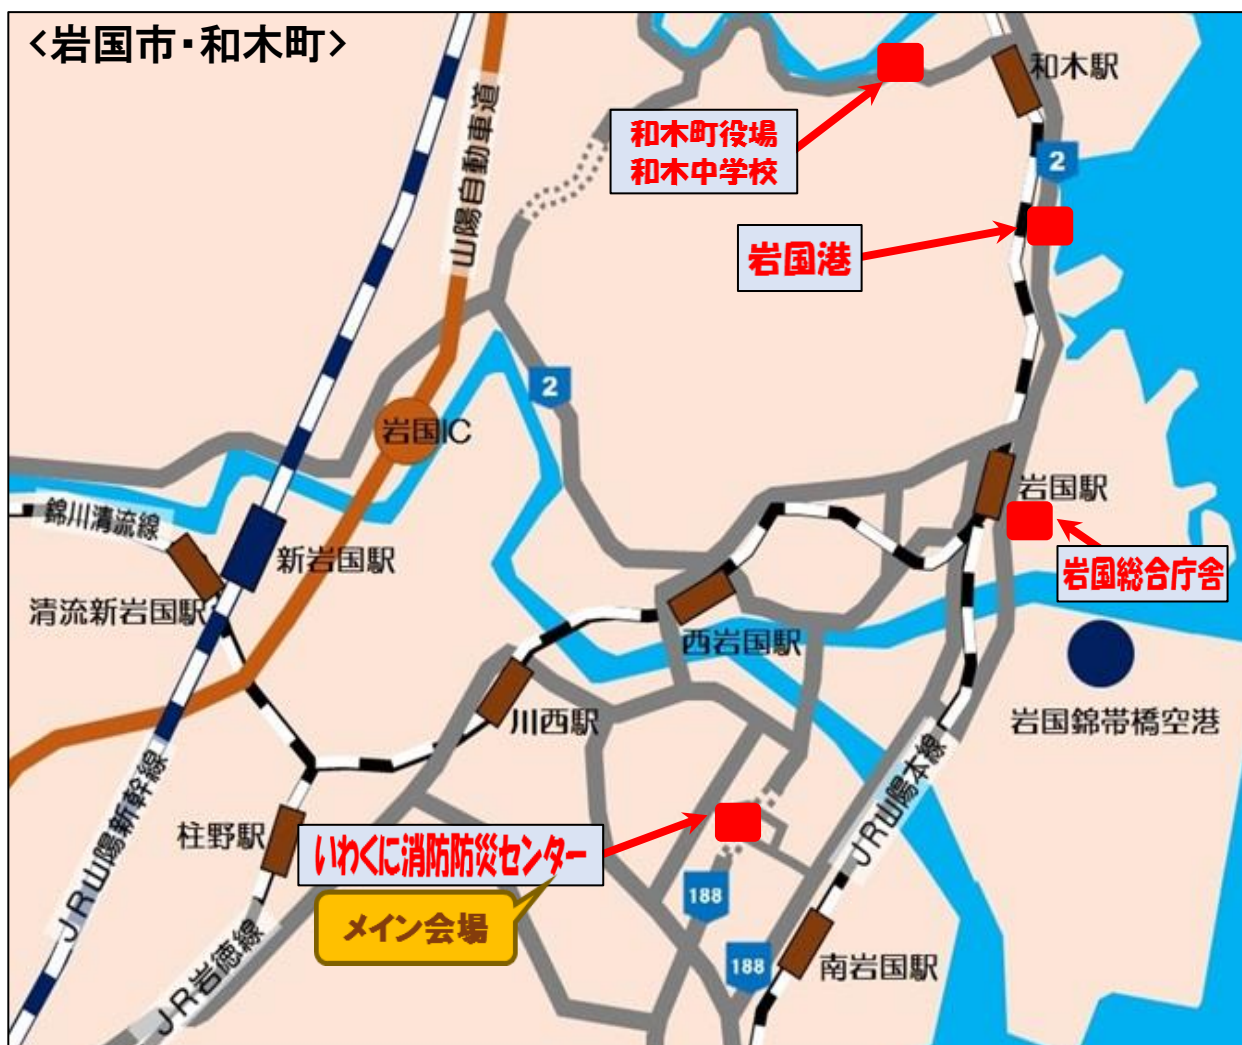 <岩国市・和木町>
和木駅
山陽自動車道
和木町役場
和木中学校
2
岩国港
2
岩国IC
岩国駅
錦川清流線
新岩国駅
岩国総合庁舎
清流新岩国駅
西岩国駅
川西駅
岩国錦帯橋空港
JR山陽新幹線
JR山陽本線
柱野駅
いわくに消防防災センター
188
メイン会場
JR岩徳線
188
南岩国駅